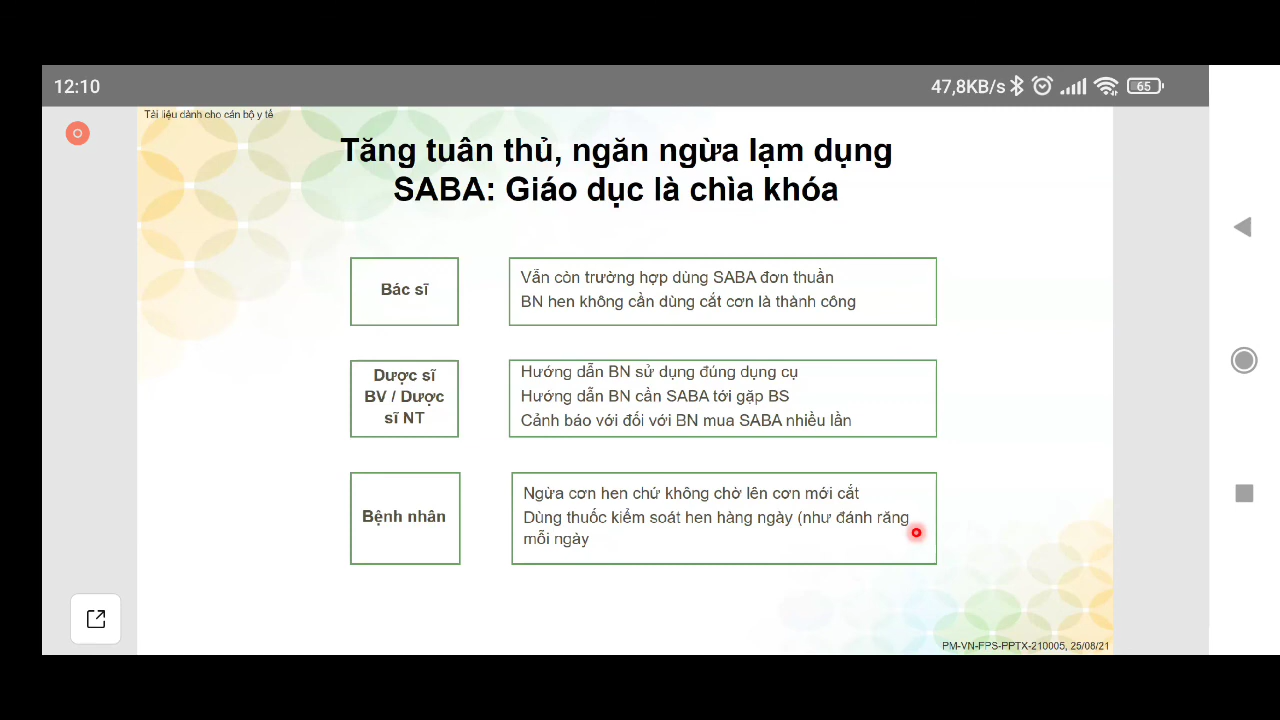 12:10
47,8KB/s
65
Tài liệu dành cho cán bộ y tế
Tăng tuân thủ, ngăn ngừa lạm dụng
SABA: Giáo dục là chìa khóa
Bác sĩ
Vẫn còn trường hợp dùng SABA đơn thuần
BN hen không cần dùng cắt cơn là thành công
Dược sĩ
BV / Dược
sĩ NT
Hướng dẫn BN sử dụng đúng dụng cụ
Hướng dẫn BN cần SABA tới gặp BS
Cảnh báo với đối với BN mua SABA nhiều lần
Bệnh nhân
Ngừa cơn hen chứ không chờ lên cơn mới cắt
Dùng thuốc kiểm soát hen hàng ngày (như đánh răng
mỗi ngày
PM-VN-FPS-PPTX-210005, 25/08/21